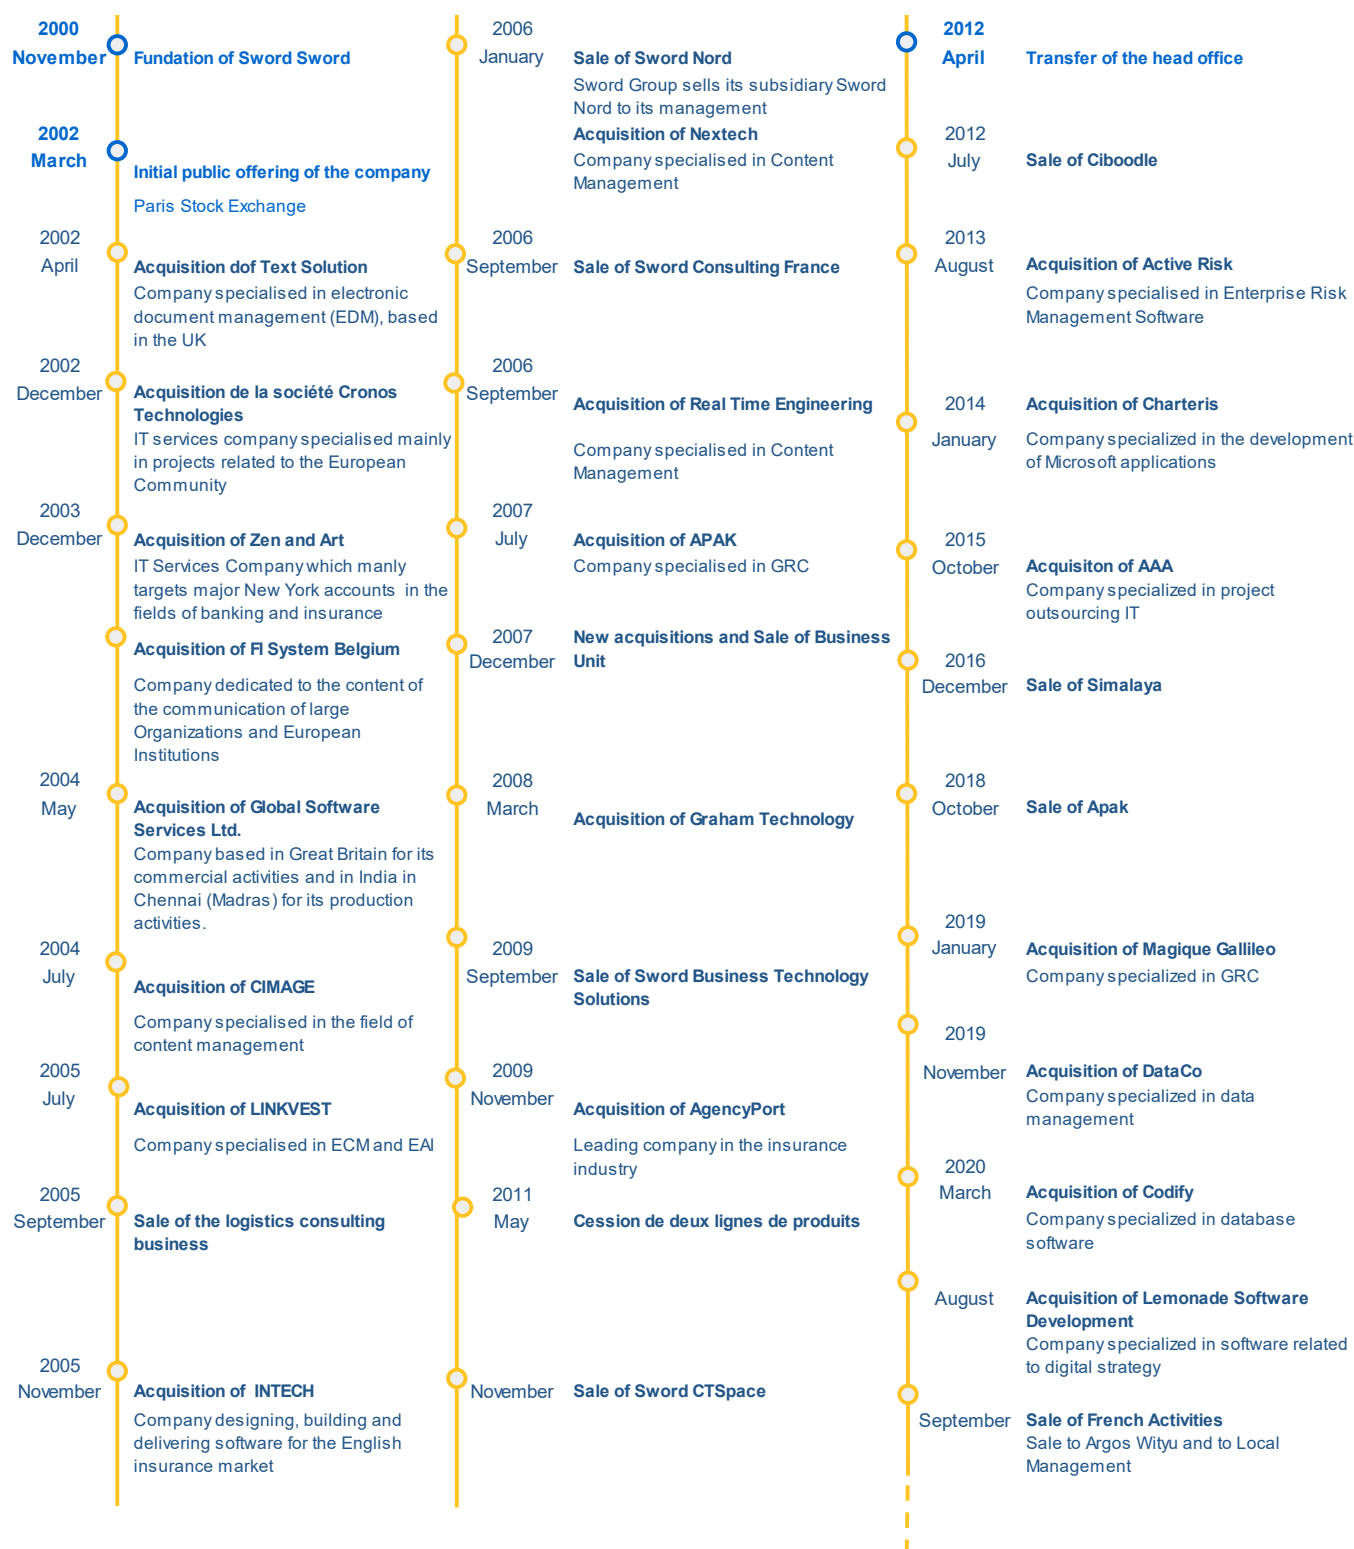 2000
November
Fundation of Sword Sword
2002
March
Initial public offering of the company
Paris Stock Exchange
2002
April
Acquisition dof Text Solution
Company specialised in electronic
document management (EDM), based
in the UK
2002
December
Acquisition de la société Cronos
Technologies
IT services company specialised mainly
in projects related to the European
Community
2003
December
Acquisition of Zen and Art
IT Services Company which manly
targets major New York accounts in the
fields of banking and insurance
Acquisition of FI System Belgium
Company dedicated to the content of
the communication of large
Organizations and European
Institutions
2004
May
Acquisition of Global Software
Services Ltd.
Company based in Great Britain for its
commercial activities and in India in
Chennai (Madras) for its production
activities.
2004
July
Acquisition of CIMAGE
Company specialised in the field of
content management
2005
July
Acquisition of LINKVEST
Company specialised in ECM and EAI
2005
September
Sale of the logistics consulting
business
2005
November
Acquisition of INTECH
Company designing, building and
delivering software for the English
insurance market
2006
January
Sale of Sword Nord
Sword Group sells its subsidiary Sword
Nord to its management
Acquisition of Nextech
Company specialised in Content
Management
2006
September
Sale of Sword Consulting France
2006
September
Acquisition of Real Time Engineering
Company specialised in Content
Management
2007
July
Acquisition of APAK
Company specialised in GRC
2007
December
New acquisitions and Sale of Business
Unit
2008
March
Acquisition of Graham Technology
2009
September
Sale of Sword Business Technology
Solutions
2009
November
Acquisition of AgencyPort
Leading company in the insurance
industry
2011
May
Cession de deux lignes de produits
November
Sale of Sword CTSpace
2012
April
Transfer of the head office
2012
July
Sale of Ciboodle
2013
August
Acquisition of Active Risk
Company specialised in Enterprise Risk
Management Software
2014
January
Acquisition of Charteris
Company specialized in the development
of Microsoft applications
2015
October
Acquisiton of AAA
Company specialized in project
outsourcing IT
2016
December
Sale of Simalaya
2018
October
Sale of Apak
2019
January
Acquisition of Magique Gallileo
Company specialized in GRC
2019
November
Acquisition of DataCo
Company specialized in data
management
2020
March
Acquisition of Codify
Company specialized in database
software
August
Acquisition of Lemonade Software
Development
Company specialized in software related
to digital strategy
September
Sale of French Activities
Sale to Argos Wityu and to Local
Management